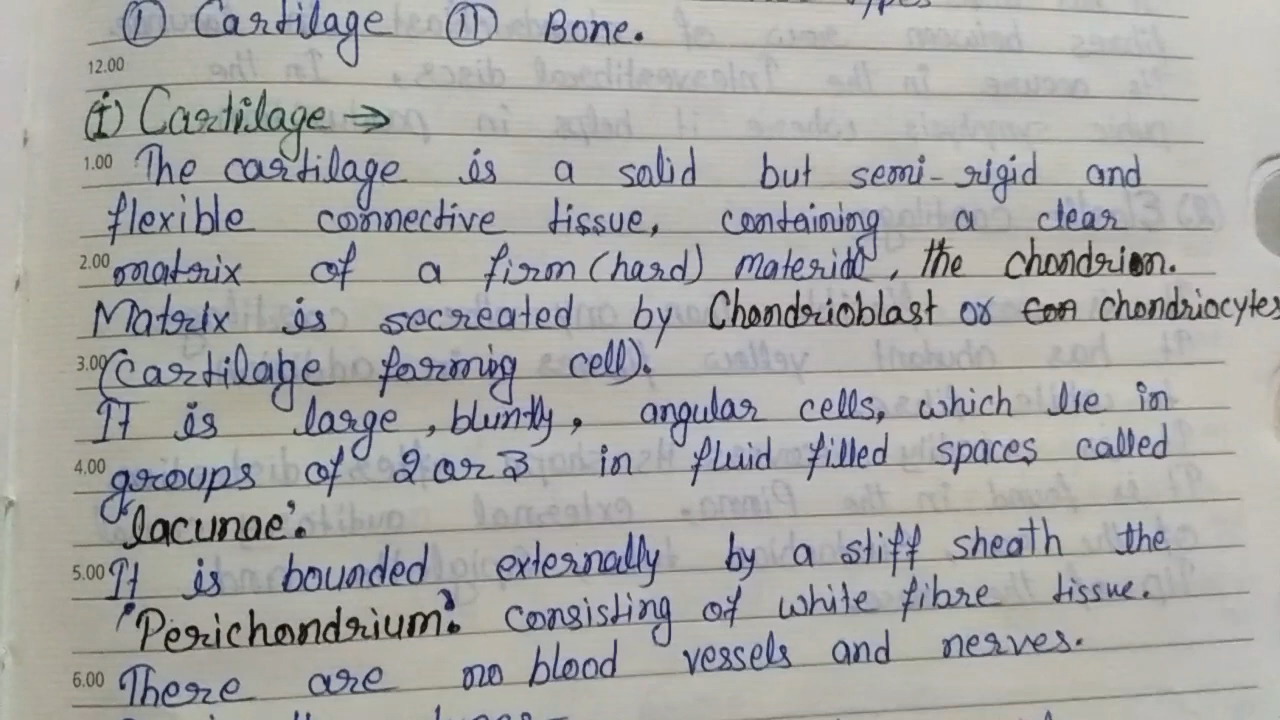 types
① Cartilage ② Bone.
12.00
(i) Cartilage →
1.00 The cartilage is a solid but semi-rigid and
flexible connective tissue, containing a clear
2.00 matrix of a firm (hard) material, the chondrion.
Matrix is secreated by Chondrioblast or chondriocytes
3.00 (Cartilage forming cell).
It is large, bluntly, angular cells, which lie in
4.00 groups of 2 or 3 in fluid filled spaces called
'lacunae'.
5.00 It is bounded externally by a stiff sheath the
'Perichondrium'. consisting of white fibre tissue.
6.00 There are no blood vessels and nerves.